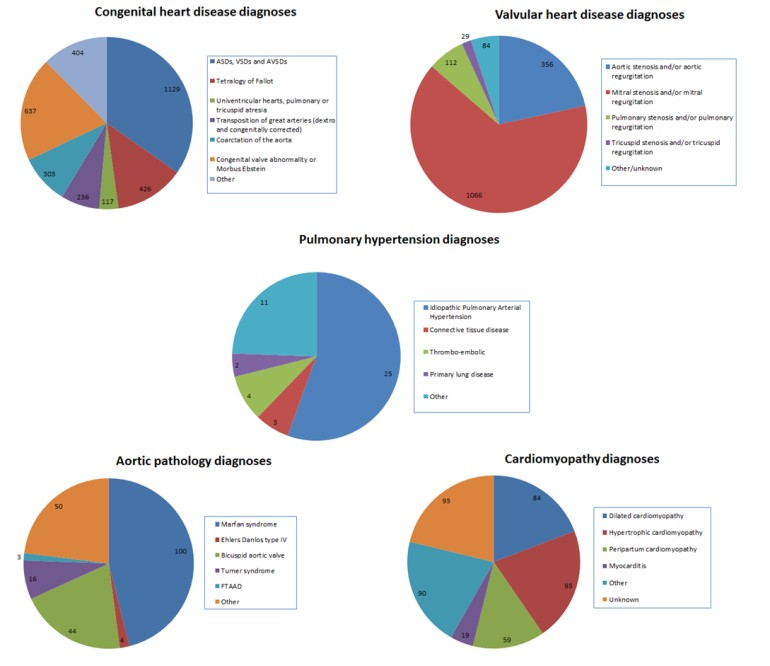 Congenital heart disease diagnoses
404
1129
637
303
236
117
426
ASDs, VSDs and AVSDs
Tetralogy of Fallot
Univentricular hearts, pulmonary or
tricuspid atresia
Transposition of great arteries (dextro
and congenitally corrected)
Coarctation of the aorta
Congenital valve abnormality or
Morbus Ebstein
Other
Valvular heart disease diagnoses
29
84
112
356
1066
Aortic stenosis and/or aortic
regurgitation
Mitral stenosis and/or mitral
regurgitation
Pulmonary stenosis and/or pulmonary
regurgitation
Tricuspid stenosis and/or tricuspid
regurgitation
Other/unknown
Pulmonary hypertension diagnoses
11
2
4
3
25
Idiopathic Pulmonary Arterial
Hypertension
Connective tissue disease
Thrombo-embolic
Primary lung disease
Other
Aortic pathology diagnoses
50
3
16
44
4
100
Marfan syndrome
Ehlers Danlos type IV
Bicuspid aortic valve
Turner syndrome
FTAAD
Other
Cardiomyopathy diagnoses
93
84
90
19
59
93
Dilated cardiomyopathy
Hypertrophic cardiomyopathy
Peripartum cardiomyopathy
Myocarditis
Other
Unknown